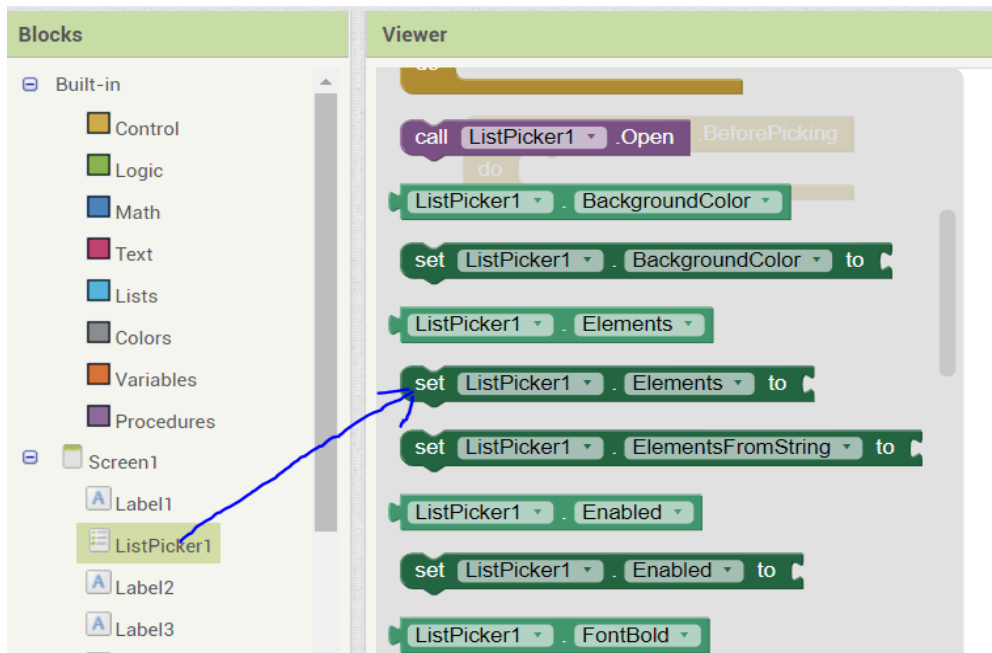 Blocks
Built-in
Control
Logic
Math
Text
Lists
Colors
Variables
Procedures
Screen1
Label1
ListPicker1
Label2
Label3
Viewer
do
call ListPicker1 .Open
.BeforePicking
do
ListPicker1 . BackgroundColor
set ListPicker1 . BackgroundColor to
ListPicker1 . Elements
set ListPicker1 . Elements to
set ListPicker1 . ElementsFromString to
ListPicker1 . Enabled
set ListPicker1 . Enabled to
ListPicker1 . FontBold